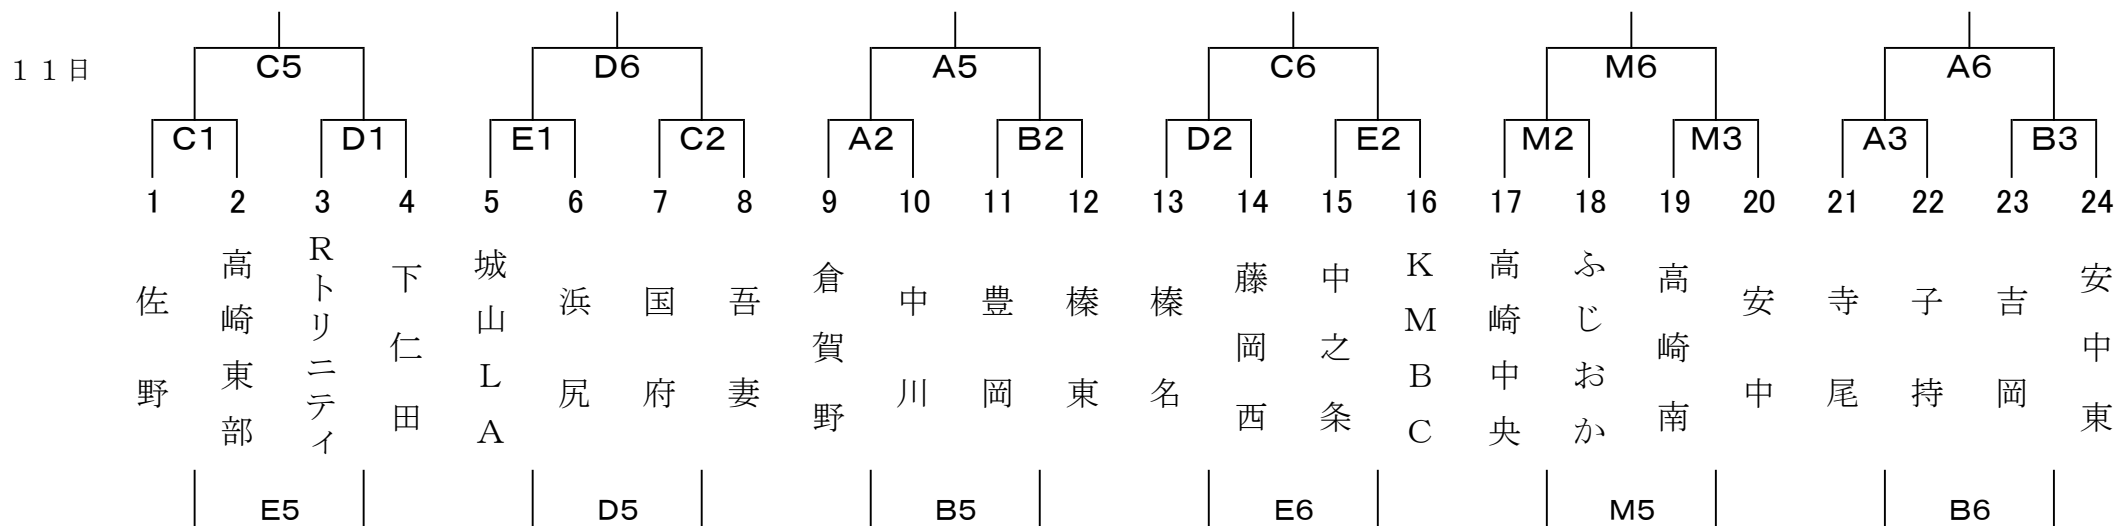 １１日
C5 D6 A5 C6 M6 A6
C1 D1 E1 C2 A2 B2 D2 E2 M2 M3 A3 B3
1 2 3 4 5 6 7 8 9 10 11 12 13 14 15 16 17 18 19 20 21 22 23 24
佐野
高崎東部
Rトリニティ
下仁田
城山LA
浜尻
国府
吾妻
倉賀野
中川
豊岡
榛東
榛名
藤岡西
中之条
KMBC
高崎中央
ふじおか
高崎南
安中
寺尾
子持
吉岡
安中東
E5 D5 B5 E6 M5 B6